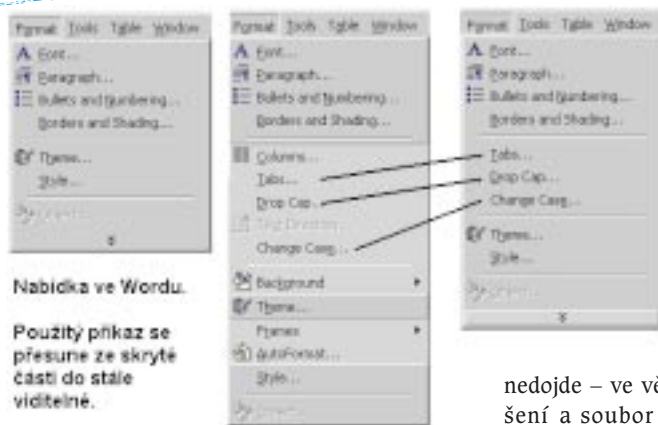 Format Tools Table Window
Font...
Paragraph...
Bullets and Numbering...
Borders and Shading...
Theme...
Style...
Nabídka ve Wordu.
Použitý příkaz se
přesune ze skryté
části do stále
viditelné.
Format Tools Table Window
Font...
Paragraph...
Bullets and Numbering...
Borders and Shading...
Columns...
Tabs...
Drop Cap...
Text Direction...
Change Case...
Background
Theme...
Frames
AutoFormat...
Style...
Format Tools Table Window
Font...
Paragraph...
Bullets and Numbering...
Borders and Shading...
Tabs...
Drop Cap...
Change Case...
Theme...
Style...
nedojde – ve vě
šení a soubor